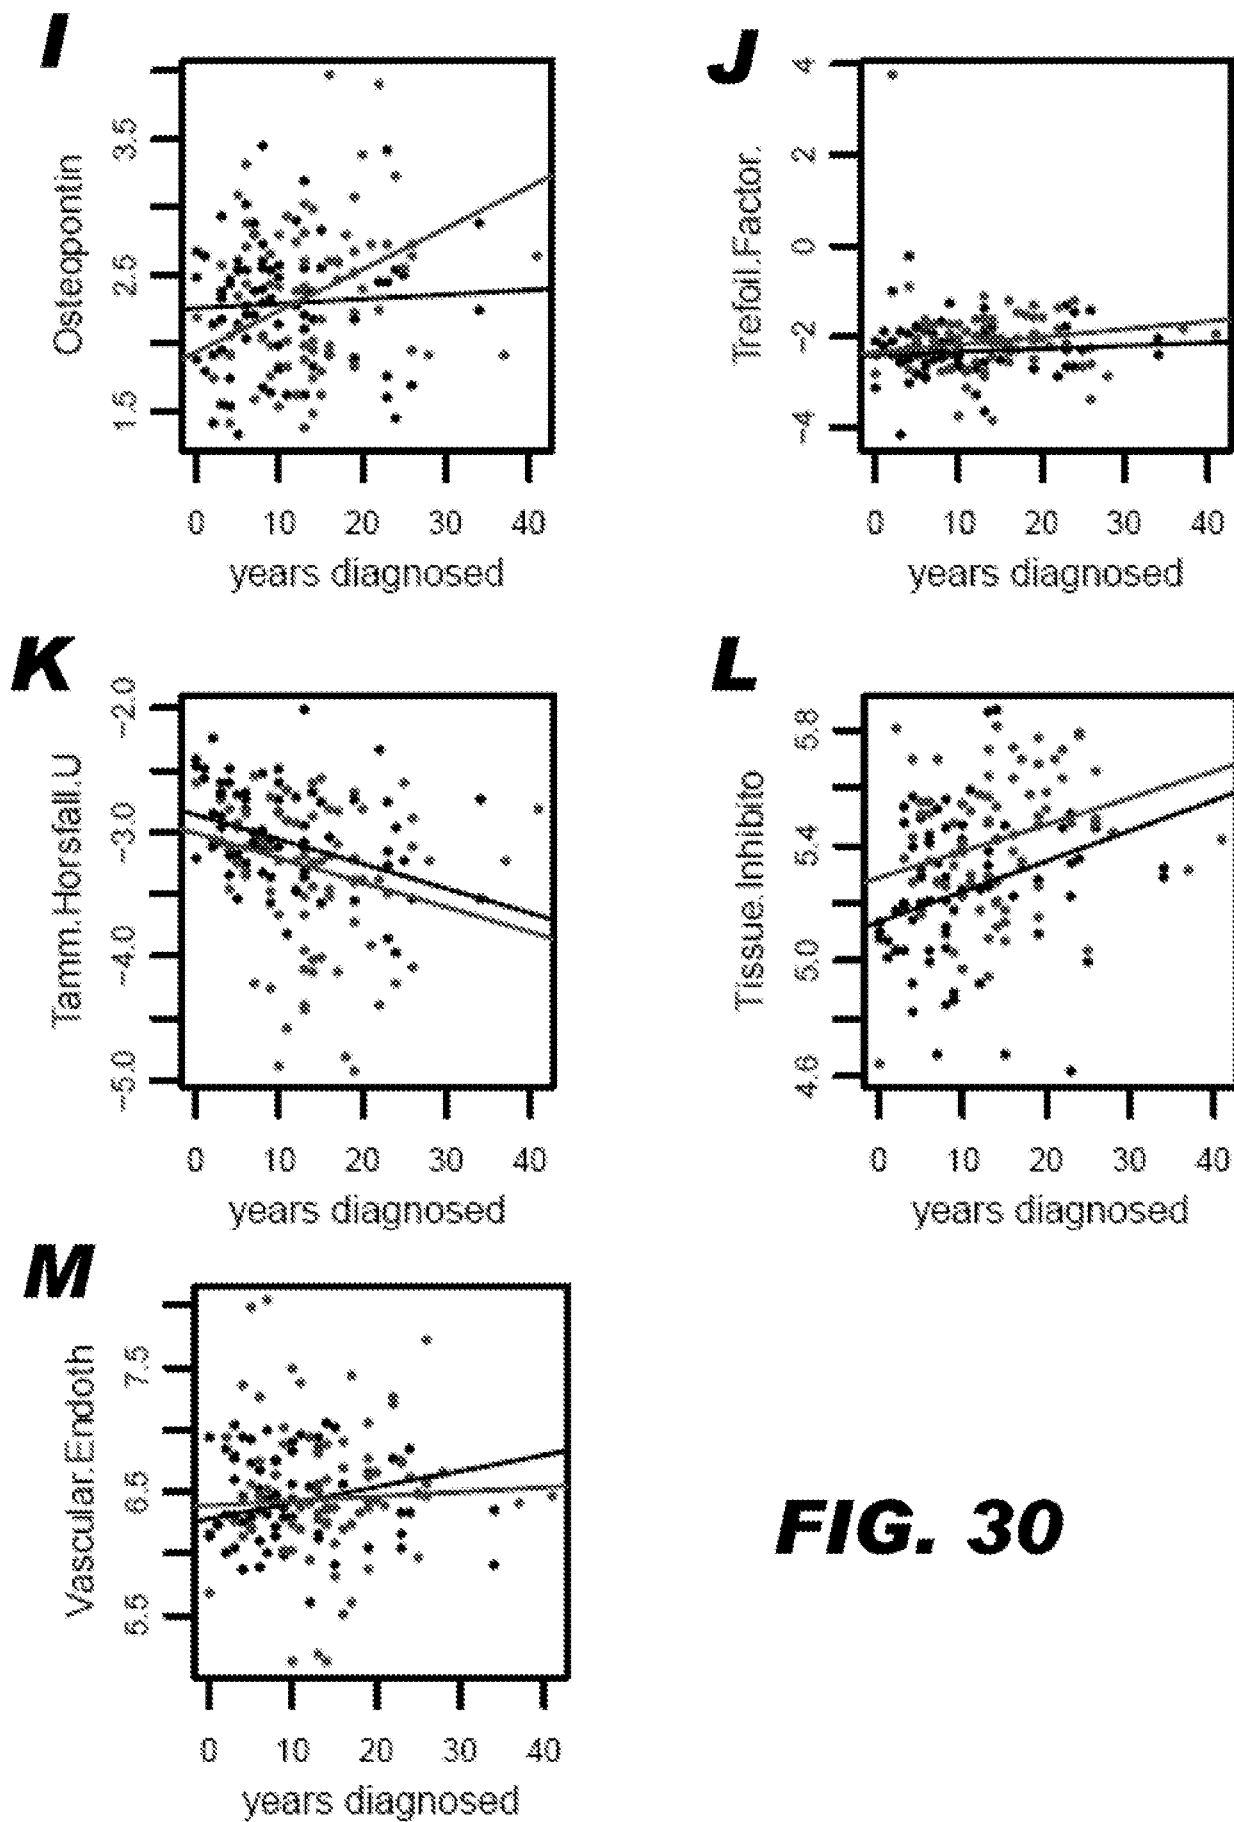 I
Osteopontin
3.5
2.5
1.5
0 10 20 30 40
years diagnosed
J
Trefoil.Factor.
4
2
0
−2
−4
0 10 20 30 40
years diagnosed
K
Tamm.Horsfall.U
−2.0
−3.0
−4.0
−5.0
0 10 20 30 40
years diagnosed
L
Tissue.Inhibito
5.8
5.4
5.0
4.6
0 10 20 30 40
years diagnosed
M
Vascular.Endoth
7.5
6.5
5.5
0 10 20 30 40
years diagnosed
FIG. 30